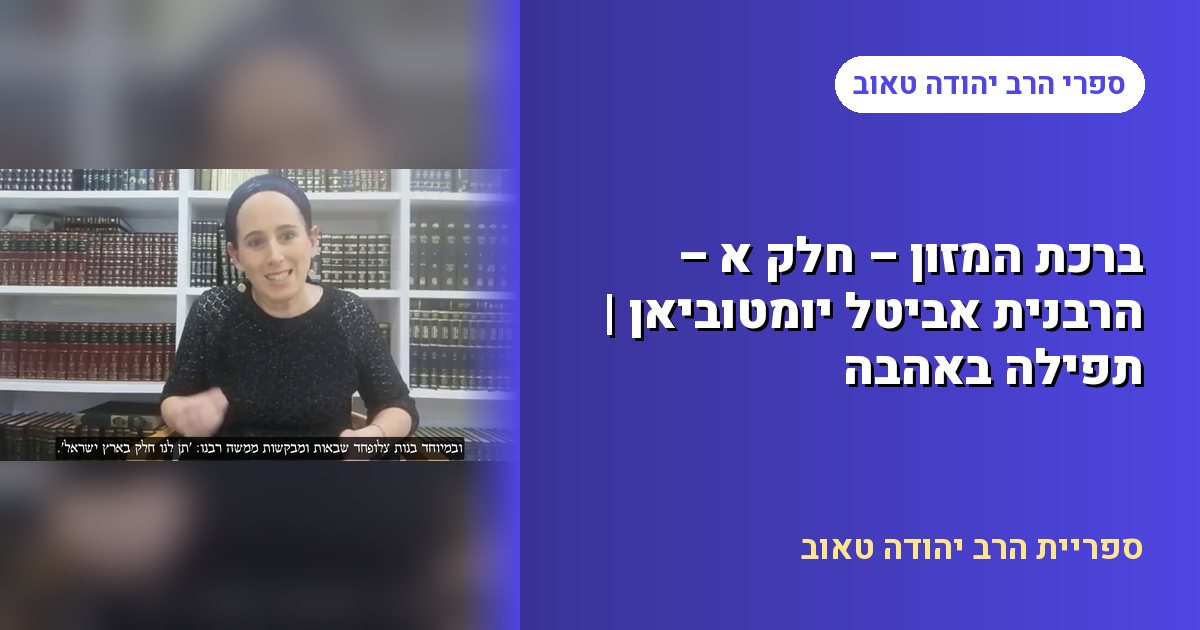 ספרי הרב יהודה טאוב
ברכת המזון – חלק א –
הרבנית אביטל יומטוביאן |
תפילה באהבה
ספריית הרב יהודה טאוב
ובמיוחד בנות צלופחד שבאות ומבקשות ממשה רבנו: 'תן לנו חלק בארץ ישראל'.